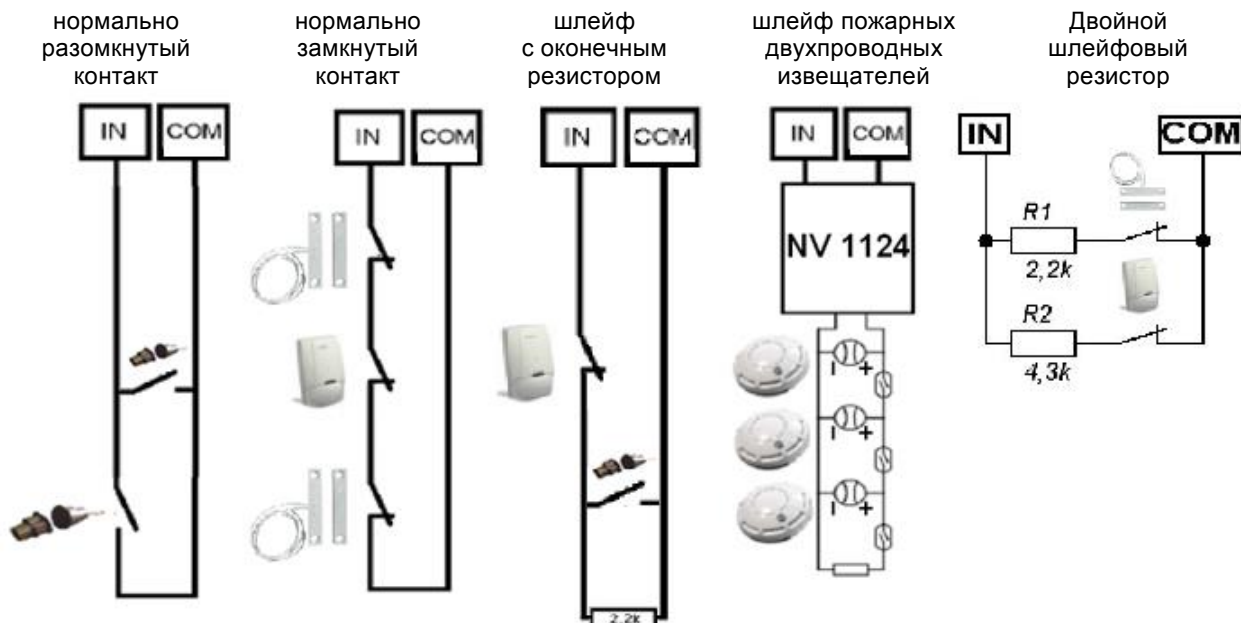 нормально
разомкнутый
контакт
нормально
замкнутый
контакт
шлейф
с оконечным
резистором
шлейф пожарных
двухпроводных
извещателей
Двойной
шлейфовый
резистор
IN COM
IN COM
IN COM
IN COM
IN COM
NV 1124
R1
2,2k
R2
4,3k
- +
- +
- +
2,2k